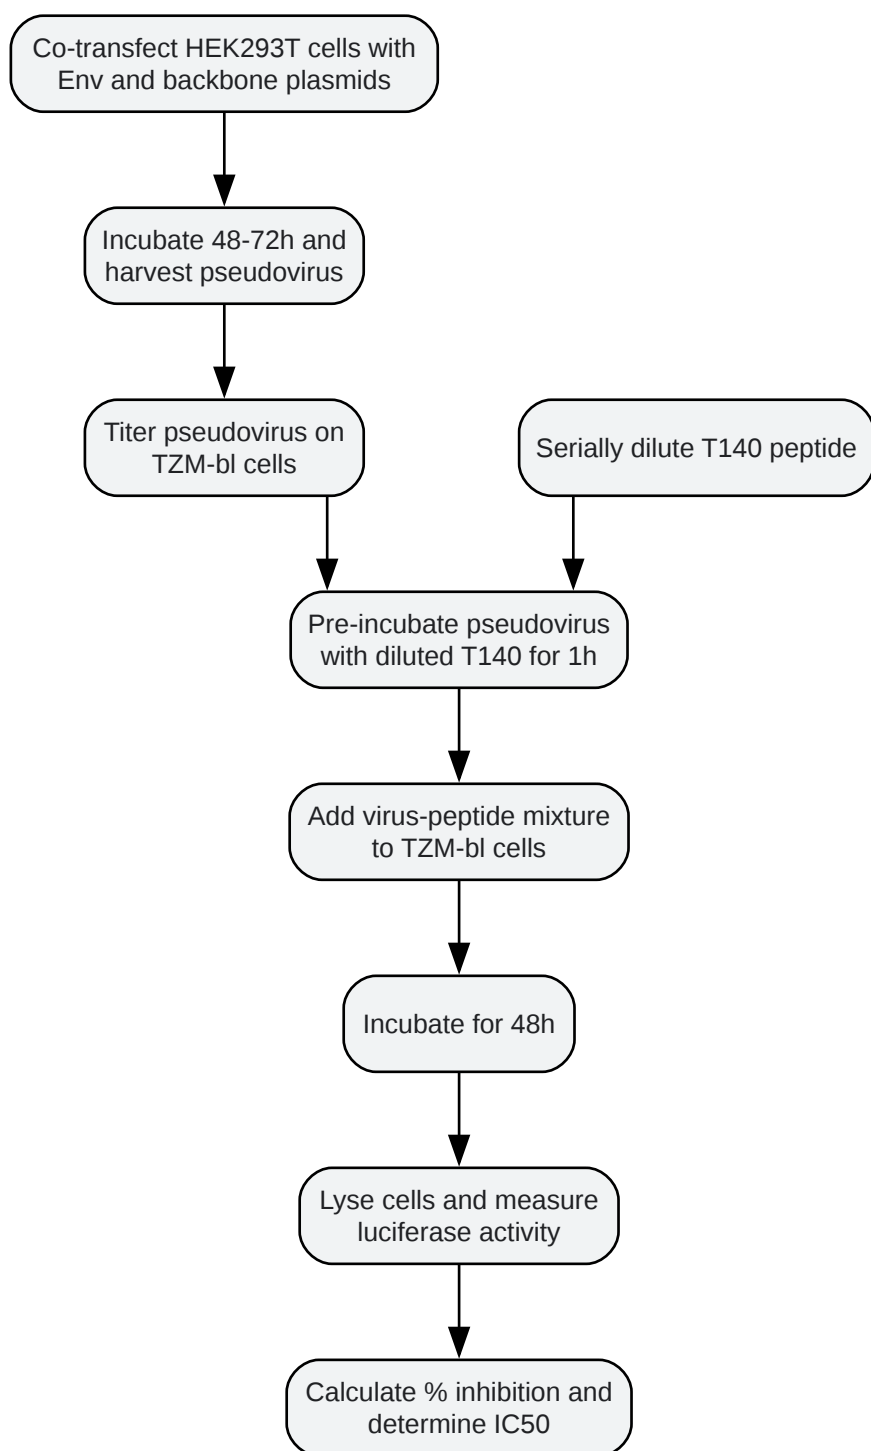 Co-transfect HEK293T cells with
Env and backbone plasmids
Incubate 48-72h and
harvest pseudovirus
Titer pseudovirus on
TZM-bl cells
Serially dilute T140 peptide
Pre-incubate pseudovirus
with diluted T140 for 1h
Add virus-peptide mixture
to TZM-bl cells
Incubate for 48h
Lyse cells and measure
luciferase activity
Calculate % inhibition and
determine IC50